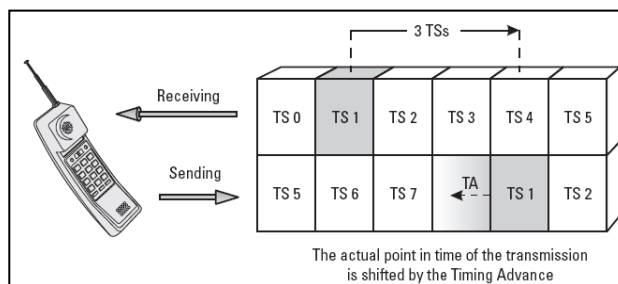 3 TSs
Receiving
TS 0 TS 1 TS 2 TS 3 TS 4 TS 5
Sending
TS 5 TS 6 TS 7 TA TS 1 TS 2
The actual point in time of the transmission
is shifted by the Timing Advance